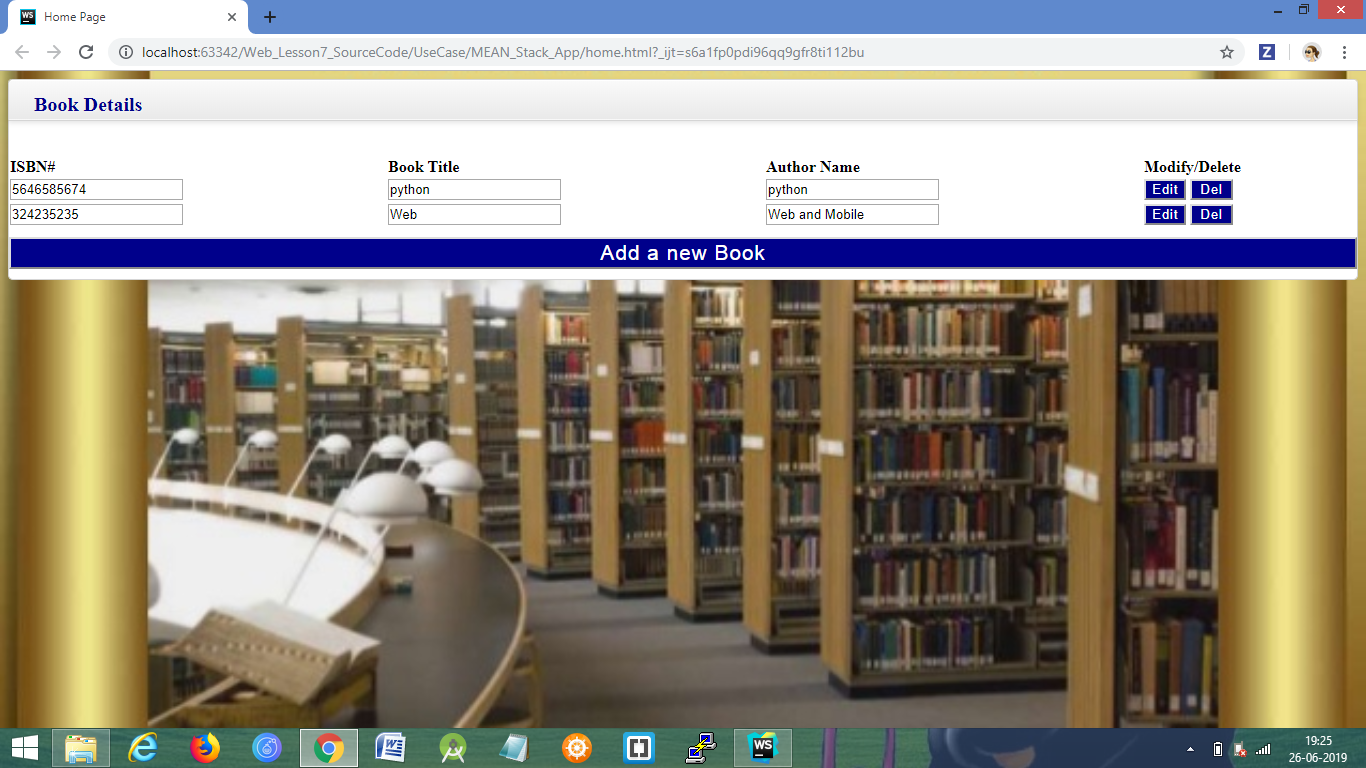 Home Page
localhost:63342/Web_Lesson7_SourceCode/UseCase/MEAN_Stack_App/home.html?_ijt=s6a1fp0pdi96qq9gfr8ti112bu
Book Details
ISBN# Book Title Author Name Modify/Delete
5646585674 python python Edit Del
324235235 Web Web and Mobile Edit Del
Add a new Book
19:25
26-06-2019